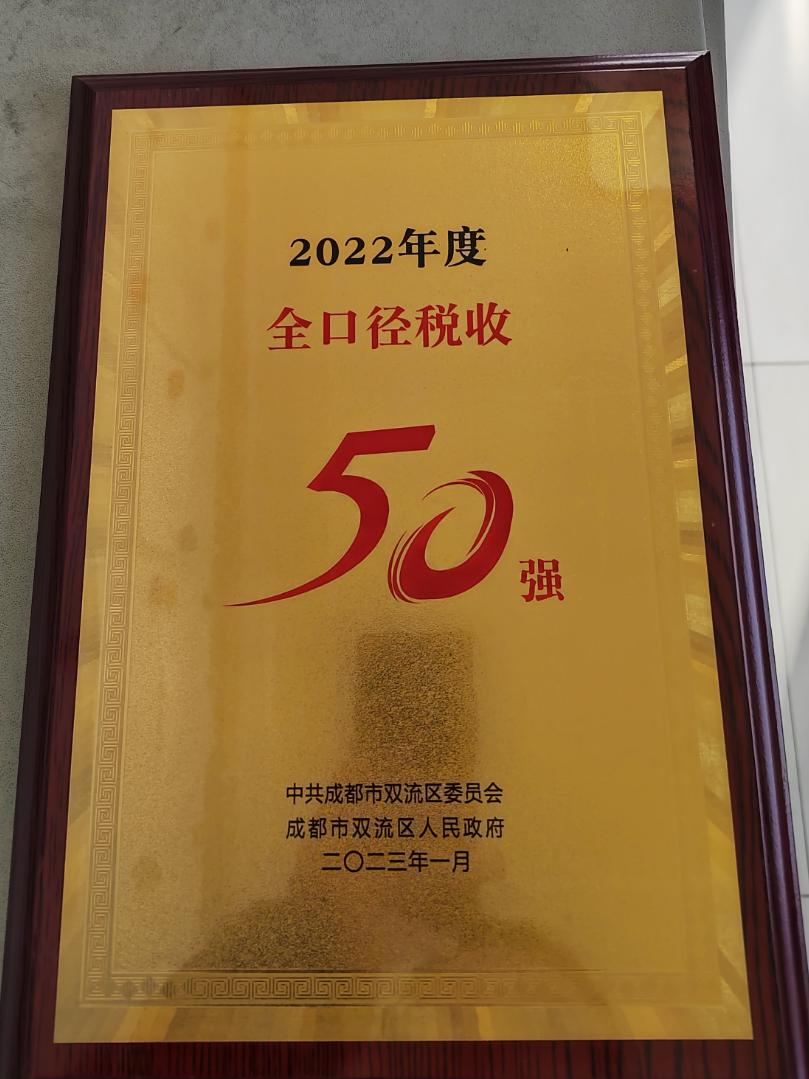 2022年度
全口径税收
50强
中共成都市双流区委员会
成都市双流区人民政府
二〇二三年一月